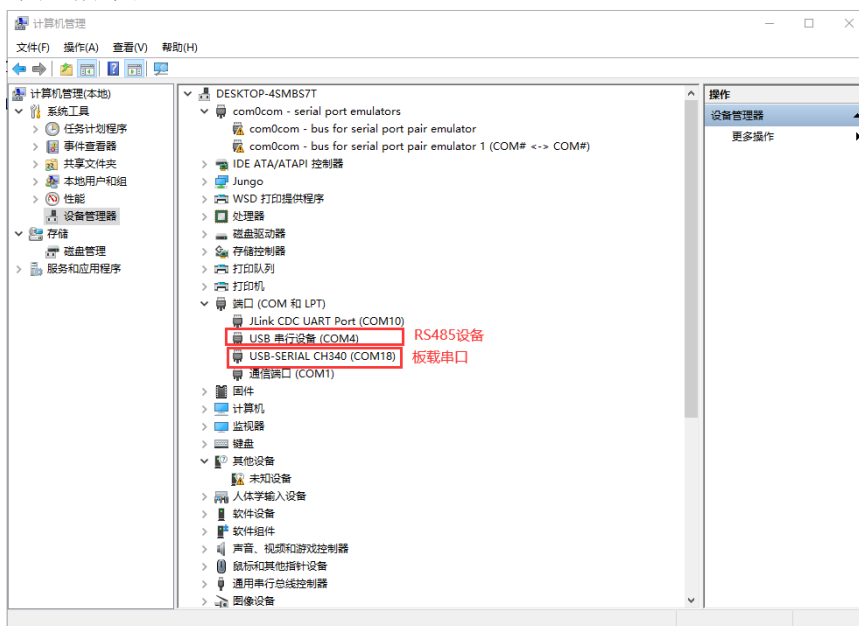 计算机管理
文件(F) 操作(A) 查看(V) 帮助(H)
计算机管理(本地)
系统工具
任务计划程序
事件查看器
共享文件夹
本地用户和组
性能
设备管理器
存储
磁盘管理
服务和应用程序
DESKTOP-4SMBS7T
com0com - serial port emulators
com0com - bus for serial port pair emulator
com0com - bus for serial port pair emulator 1 (COM# <-> COM#)
IDE ATA/ATAPI 控制器
Jungo
WSD 打印提供程序
处理器
磁盘驱动器
存储控制器
打印队列
打印机
端口 (COM 和 LPT)
JLink CDC UART Port (COM10)
USB 串行设备 (COM4) RS485设备
USB-SERIAL CH340 (COM18) 板载串口
通信端口 (COM1)
固件
计算机
监视器
键盘
其他设备
未知设备
人体学输入设备
软件设备
软件组件
声音、视频和游戏控制器
鼠标和其他指针设备
通用串行总线控制器
图像设备
操作
设备管理器
更多操作